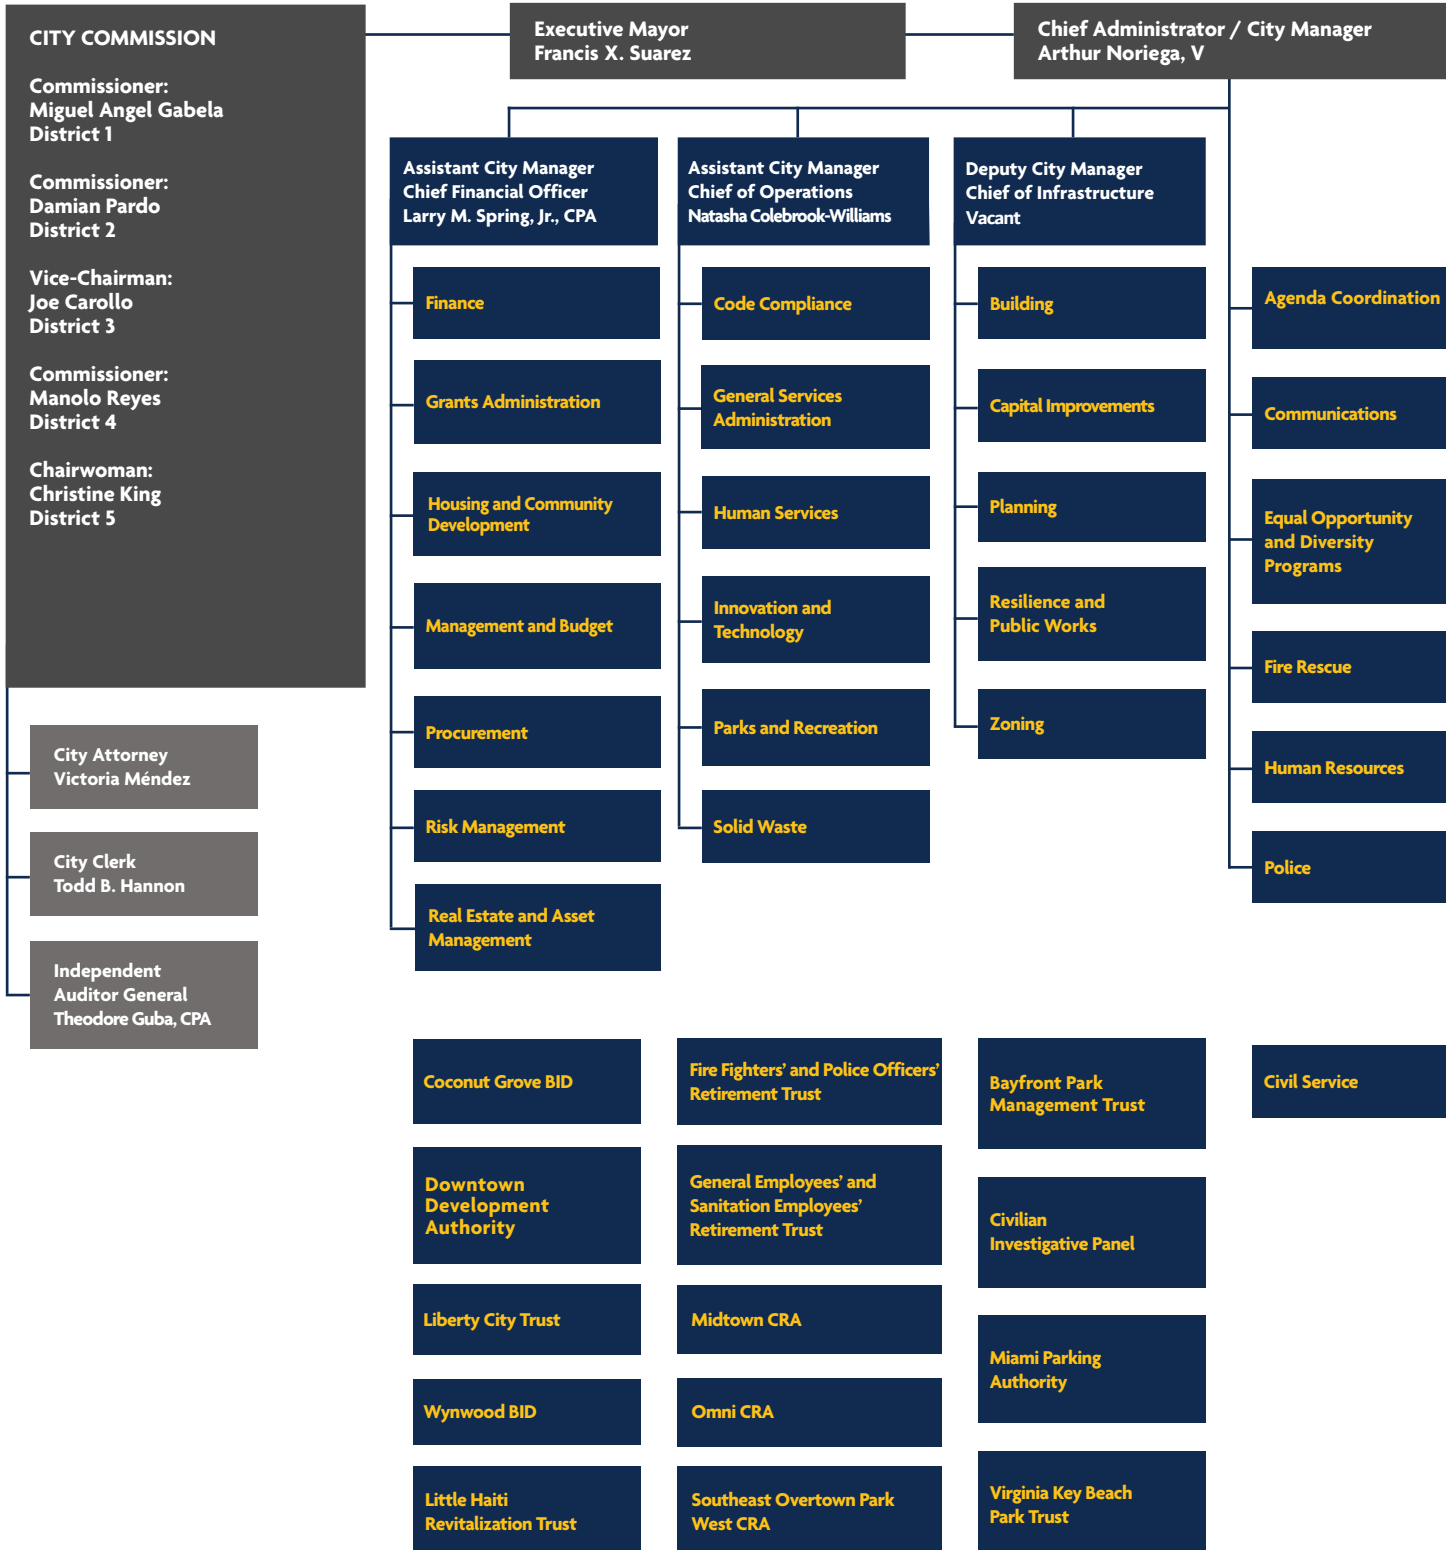 CITY COMMISSION
Commissioner:
Miguel Angel Gabela
District 1
Commissioner:
Damian Pardo
District 2
Vice-Chairman:
Joe Carollo
District 3
Commissioner:
Manolo Reyes
District 4
Chairwoman:
Christine King
District 5
City Attorney
Victoria Méndez
City Clerk
Todd B. Hannon
Independent
Auditor General
Theodore Guba, CPA
Executive Mayor
Francis X. Suarez
Chief Administrator / City Manager
Arthur Noriega, V
Assistant City Manager
Chief Financial Officer
Larry M. Spring, Jr., CPA
Finance
Grants Administration
Housing and Community
Development
Management and Budget
Procurement
Risk Management
Real Estate and Asset
Management
Assistant City Manager
Chief of Operations
Natasha Colebrook-Williams
Code Compliance
General Services
Administration
Human Services
Innovation and
Technology
Parks and Recreation
Solid Waste
Deputy City Manager
Chief of Infrastructure
Vacant
Building
Capital Improvements
Planning
Resilience and
Public Works
Zoning
Agenda Coordination
Communications
Equal Opportunity
and Diversity
Programs
Fire Rescue
Human Resources
Police
Coconut Grove BID
Downtown
Development
Authority
Liberty City Trust
Wynwood BID
Little Haiti
Revitalization Trust
Fire Fighters’ and Police Officers’
Retirement Trust
General Employees’ and
Sanitation Employees’
Retirement Trust
Midtown CRA
Omni CRA
Southeast Overtown Park
West CRA
Bayfront Park
Management Trust
Civilian
Investigative Panel
Miami Parking
Authority
Virginia Key Beach
Park Trust
Civil Service